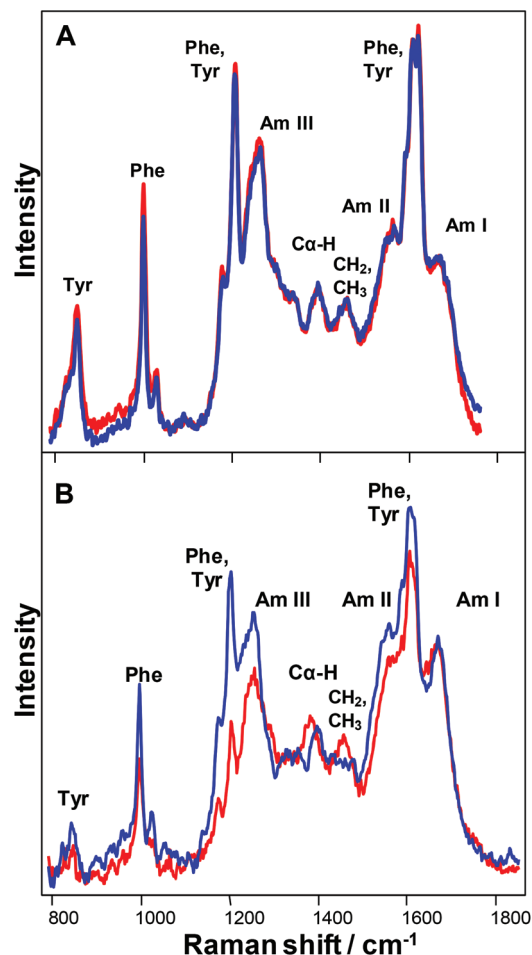 A
Intensity
Tyr
Phe
Phe,
Tyr
Am III
Cα-H
CH2,
CH3
Am II
Phe,
Tyr
Am I
B
Intensity
Tyr
Phe
Phe,
Tyr
Am III
Cα-H
CH2,
CH3
Am II
Phe,
Tyr
Am I
800 1000 1200 1400 1600 1800
Raman shift / cm-1